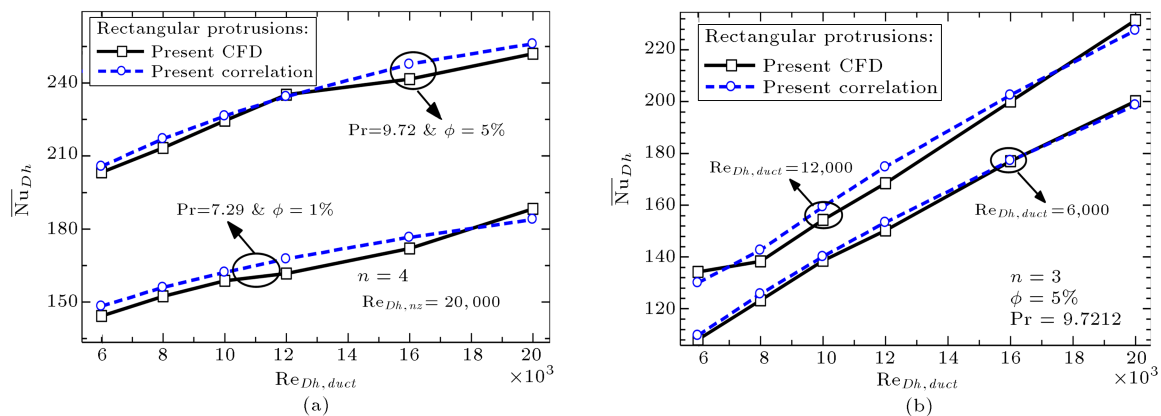 Rectangular protrusions:
Present CFD
Present correlation
240
210
180
150
Pr=9.72 & ϕ = 5%
Pr=7.29 & ϕ = 1%
n = 4
Re_{Dh,nz} = 20,000
\overline{Nu}_{Dh}
6 8 10 12 14 16 18 20
×10³
Re_{Dh,duct}
(a)
Rectangular protrusions:
Present CFD
Present correlation
220
200
180
160
140
120
Re_{Dh,duct}=12,000
Re_{Dh,duct}=6,000
n = 3
ϕ = 5%
Pr = 9.7212
\overline{Nu}_{Dh}
6 8 10 12 14 16 18 20
×10³
Re_{Dh,duct}
(b)